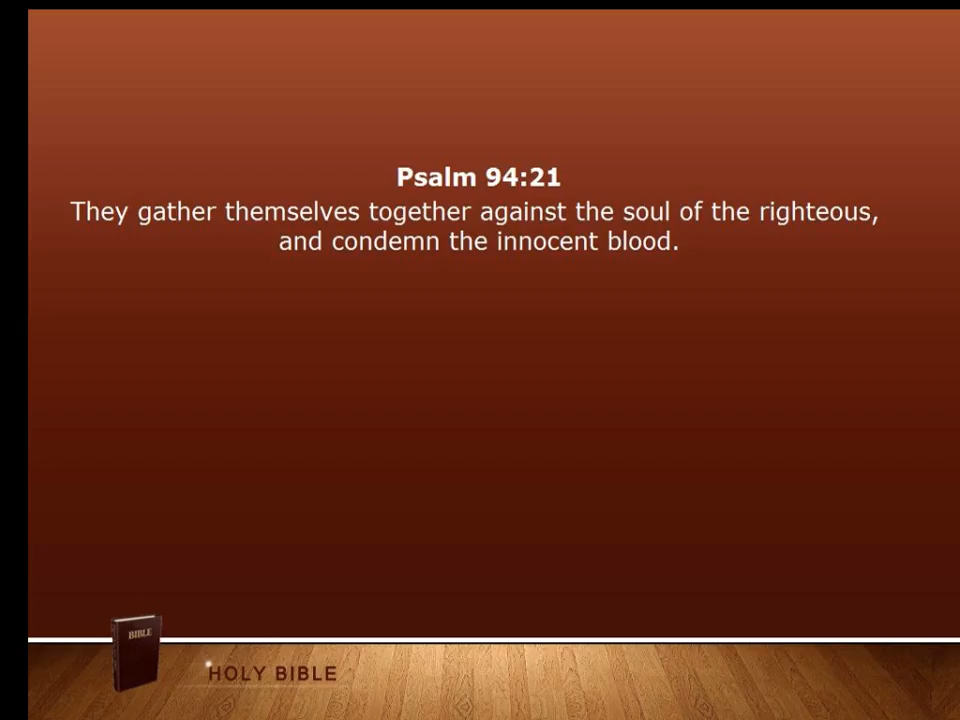 Psalm 94:21
They gather themselves together against the soul of the righteous,
and condemn the innocent blood.
BIBLE
HOLY BIBLE